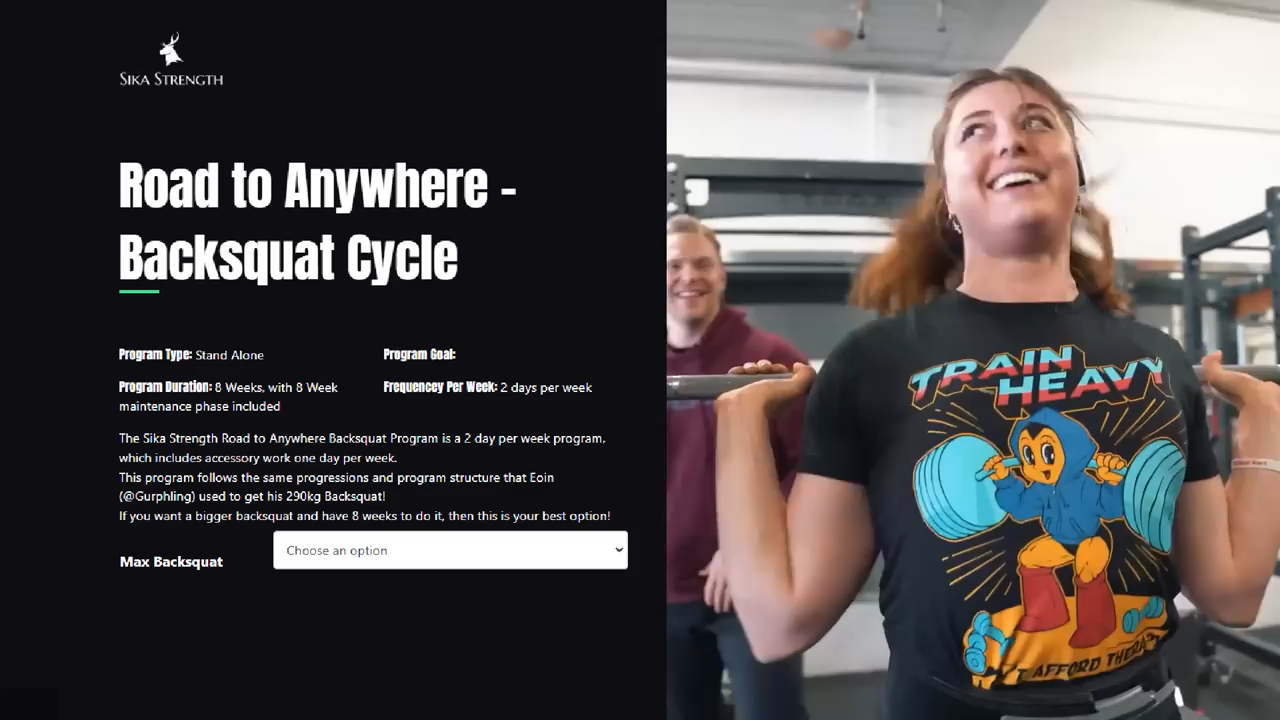 SIKA STRENGTH
Road to Anywhere -
Backsquat Cycle
Program Type: Stand Alone
Program Goal:
Program Duration: 8 Weeks, with 8 Week
maintenance phase included
Frequencey Per Week: 2 days per week
The Sika Strength Road to Anywhere Backsquat Program is a 2 day per week program,
which includes accessory work one day per week.
This program follows the same progressions and program structure that Eoin
(@Gurphling) used to get his 290kg Backsquat!
If you want a bigger backsquat and have 8 weeks to do it, then this is your best option!
Max Backsquat
Choose an option
TRAIN
HEAVY
AFFORD